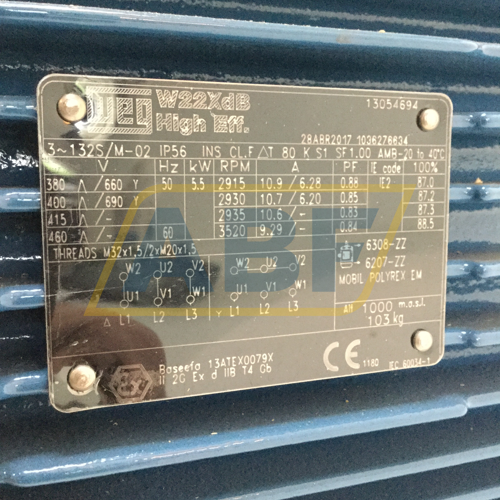 WEG W22Xdb
High Eff.
13054694
28ABR2017 1036276634
3~132S/M-02 IP56 INS CL.F ΔT 80 K S1 SF1.00 AMB-20 to 40°C
V Hz kW RPM A PF IE code 100%
380 Δ/660 Y 50 5.5 2915 10.9/6.28 0.88 IE2 87.0
400 Δ/690 Y 2930 10.7/6.20 0.85 87.2
415 Δ/- 2935 10.6/- 0.83 87.3
460 Δ/- 60 3520 9.29/- 0.84 88.5
THREADS M32x1.5/2xM20x1.5
W2 U2 V2 W2 U2 V2
U1 V1 W1 U1 V1 W1
Δ L1 L2 L3 Y L1 L2 L3
6308-ZZ
6207-ZZ
MOBIL POLYREX EM
Alt 1000 m.a.s.l.
103 kg
Baseefa 13ATEX0079X
II 2G Ex d IIB T4 Gb
Ex
CE 1180 IEC 60034-1
ABF